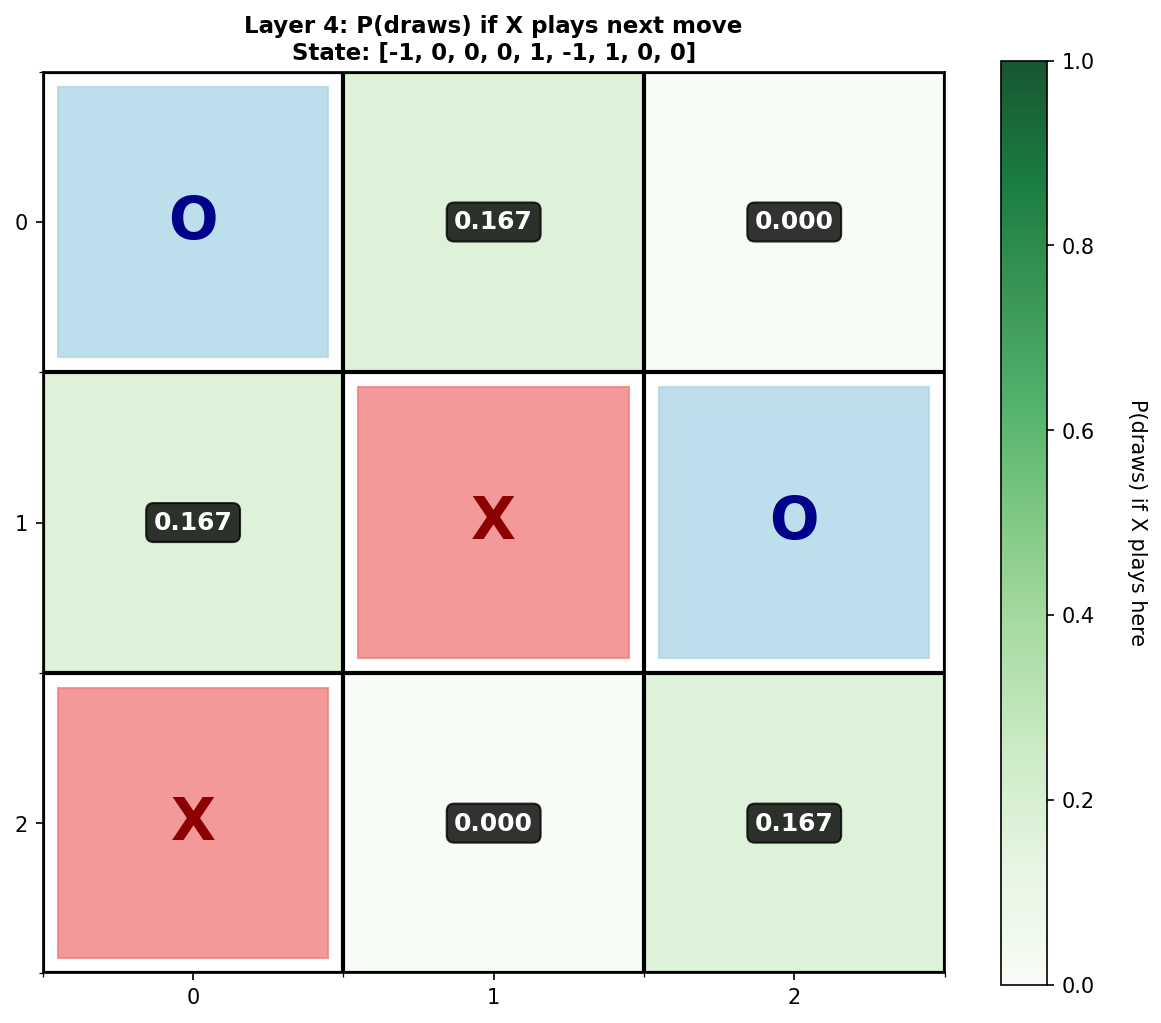 Layer 4: P(draws) if X plays next move
State: [-1, 0, 0, 0, 1, -1, 1, 0, 0]
0
O
0.167
0.000
1
0.167
X
O
2
X
0.000
0.167
0
1
2
1.0
0.8
0.6
0.4
0.2
0.0
P(draws) if X plays here